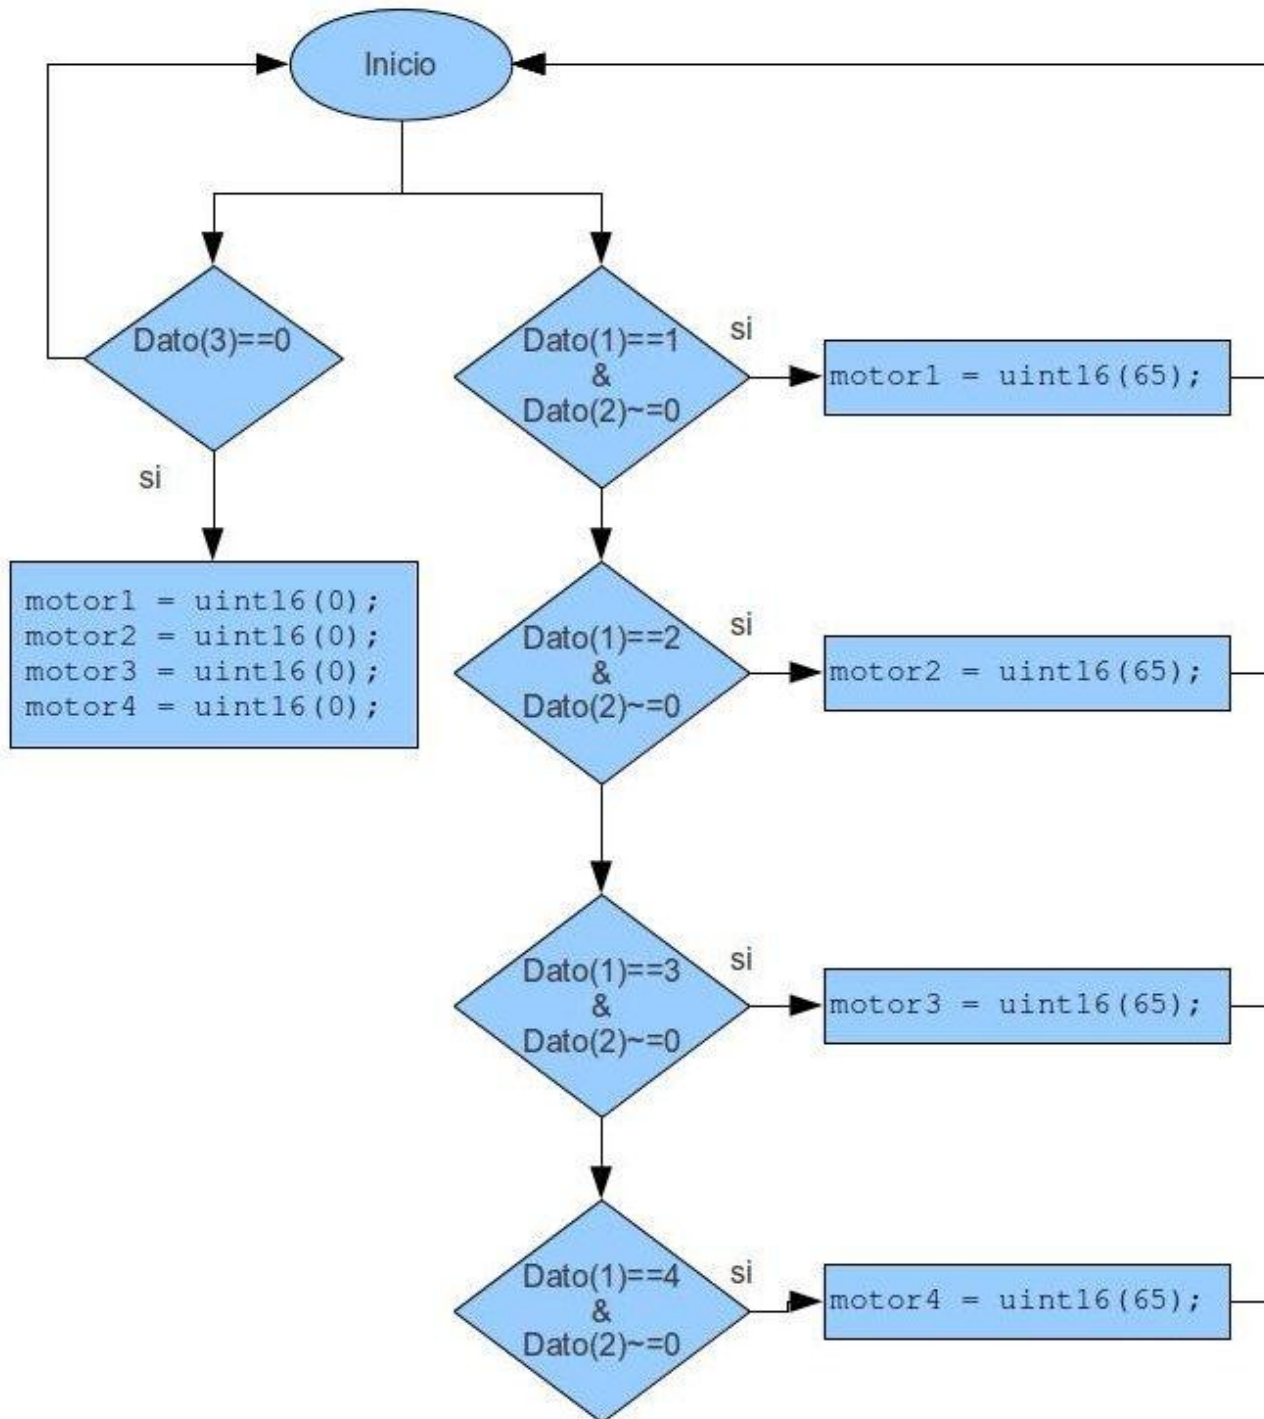 Inicio
Dato(3)==0
si
motor1 = uint16(0);
motor2 = uint16(0);
motor3 = uint16(0);
motor4 = uint16(0);
Dato(1)==1
&
Dato(2)~=0
si
motor1 = uint16(65);
Dato(1)==2
&
Dato(2)~=0
si
motor2 = uint16(65);
Dato(1)==3
&
Dato(2)~=0
si
motor3 = uint16(65);
Dato(1)==4
&
Dato(2)~=0
si
motor4 = uint16(65);